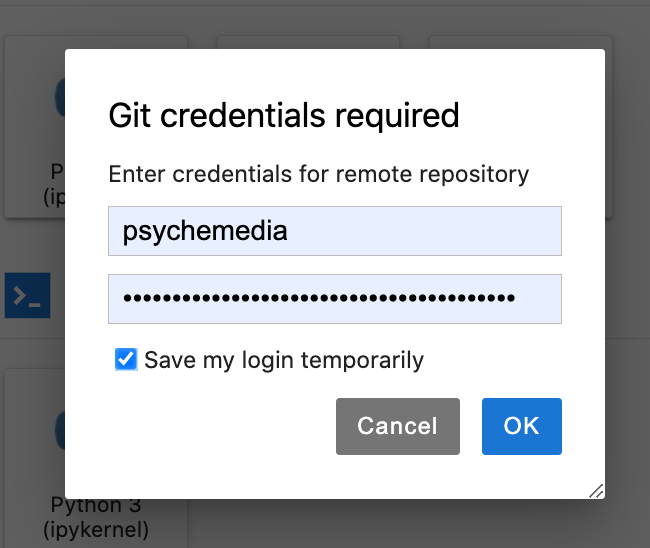 Git credentials required
Enter credentials for remote repository
psychemedia
••••••••••••••••••••••••••••••••••••••••
Save my login temporarily
Cancel
OK
P
(ip
>_
Python 3
(ipykernel)